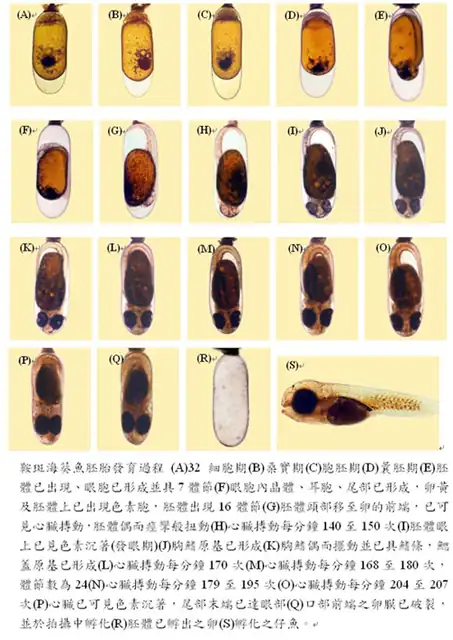 (A) (B) (C) (D) (E)
(F) (G) (H) (I) (J)
(K) (L) (M) (N) (O)
(P) (Q) (R) (S)
鞍斑海葵魚胚胎發育過程 (A)32 細胞期(B)桑實期(C)胞胚期(D)囊胚期(E)胚
體已出現、眼胞已形成並具 7 體節(F)眼胞內晶體、耳胞、尾部已形成,卵黃
及胚體上已出現色素胞,胚體出現 16 體節(G)胚體頭部移至卵的前端,已可
見心臟搏動,胚體偶而痙攣般扭動(H)心臟搏動每分鐘 140 至 150 次(I)胚體眼
上已見色素沉著(發眼期)(J)胸鰭原基已形成(K)胸鰭偶而擺動並已具鰭條,鰓
蓋原基已形成(L)心臟搏動每分鐘 170 次(M)心臟搏動每分鐘 168 至 180 次,
體節數為 24(N)心臟搏動每分鐘 179 至 195 次(O)心臟搏動每分鐘 204 至 207
次(P)心臟已可見色素沉著,尾部末端已達眼部(Q)口部前端之卵膜已破裂,
並於拍攝中孵化(R)胚體已孵出之卵(S)孵化之仔魚。